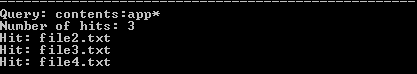 Query: contents:app*
Number of hits: 3
Hit: file2.txt
Hit: file3.txt
Hit: file4.txt